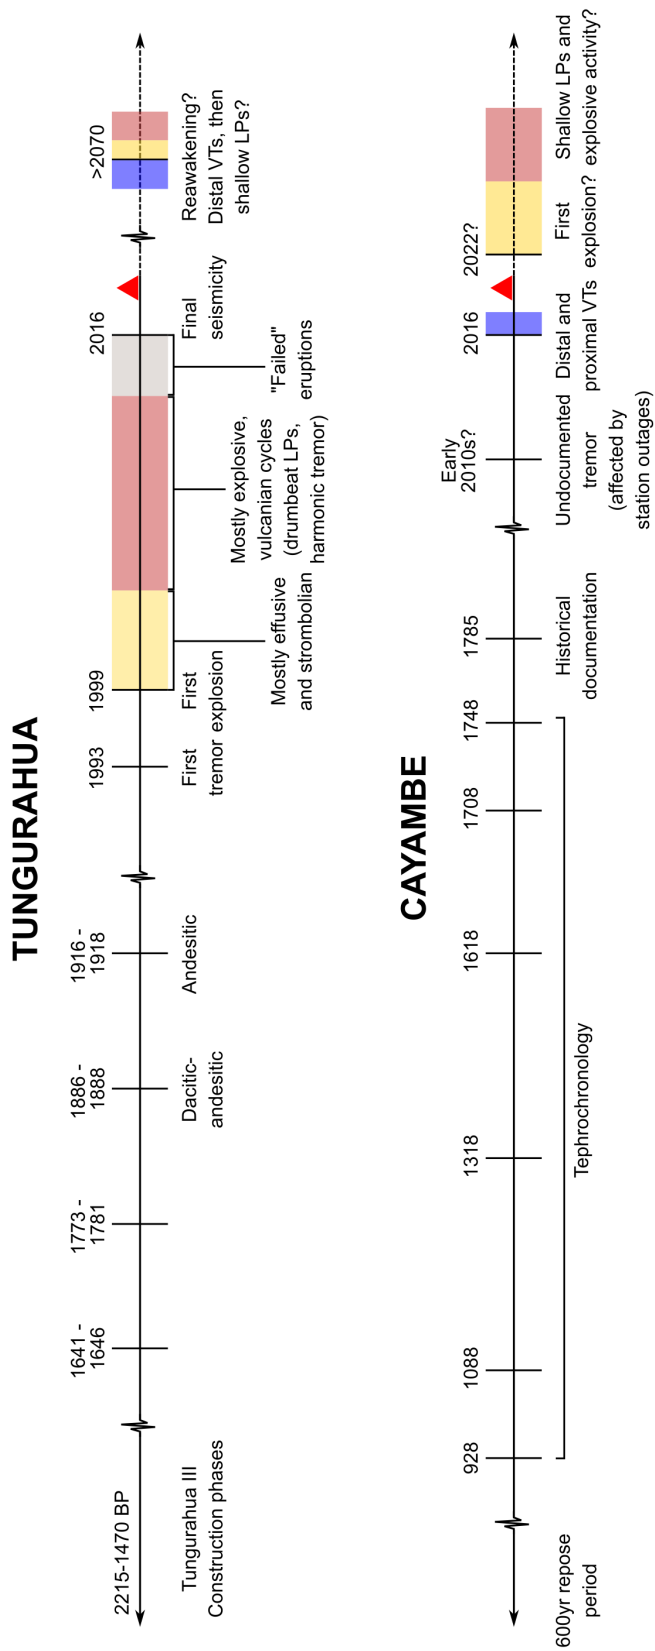 TUNGURAHUA
2215-1470 BP
Tungurahua III
Construction phases
1641 -
1646
1773 -
1781
1886 -
1888
Dacitic-
andesitic
1916 -
1918
Andesitic
1993
First
tremor
1999
First
explosion
Mostly effusive
and strombolian
Mostly explosive,
vulcanian cycles
(drumbeat LPs,
harmonic tremor)
"Failed"
eruptions
2016
Final
seismicity
>2070
Reawakening?
Distal VTs, then
shallow LPs?
CAYAMBE
600yr repose
period
928
1088
1318
1618
1708
1748
Tephrochronology
1785
Historical
documentation
Early
2010s?
Undocumented
tremor
(affected by
station outages)
2016
Distal and
proximal VTs
2022?
First
explosion?
Shallow LPs and
explosive activity?